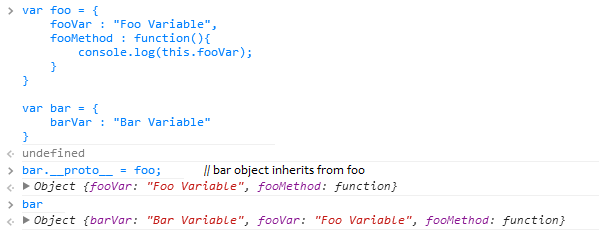 > var foo = {
fooVar : "Foo Variable",
fooMethod : function(){
console.log(this.fooVar);
}
}
var bar = {
barVar : "Bar Variable"
}
undefined
> bar.__proto__ = foo; // bar object inherits from foo
▶ Object {fooVar: "Foo Variable", fooMethod: function}
> bar
▶ Object {barVar: "Bar Variable", fooVar: "Foo Variable", fooMethod: function}